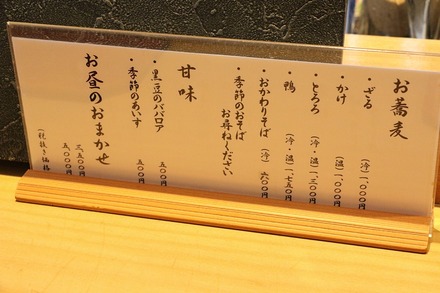 お蕎麦
・ざる（冷）一,〇〇〇円
・かけ（温）一,〇〇〇円
・とろろ（冷・温）一,三〇〇円
・鴨（冷・温）一,七五〇円
・おかわりそば（冷）六〇〇円
・季節のおそば
お尋ねください
甘味
・黒豆のババロア 五〇〇円
・季節のあいす 五〇〇円
お昼のおまかせ
三,五〇〇円
五,〇〇〇円
（税抜き価格）